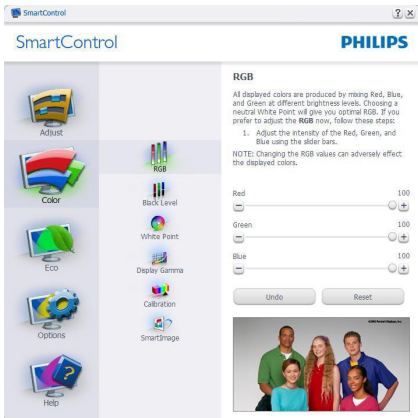 SmartControl
SmartControl
PHILIPS
Adjust
Color
Eco
Options
Help
RGB
Black Level
White Point
Display Gamma
Calibration
SmartImage
RGB
All displayed colors are produced by mixing Red, Blue,
and Green at different brightness levels. Choosing a
neutral White Point will give you optimal RGB. If you
prefer to adjust the RGB now, follow these steps:
1. Adjust the intensity of the Red, Green, and
Blue using the slider bars.
NOTE: Changing the RGB values can adversely effect
the displayed colors.
Red 100
Green 100
Blue 100
Undo Reset